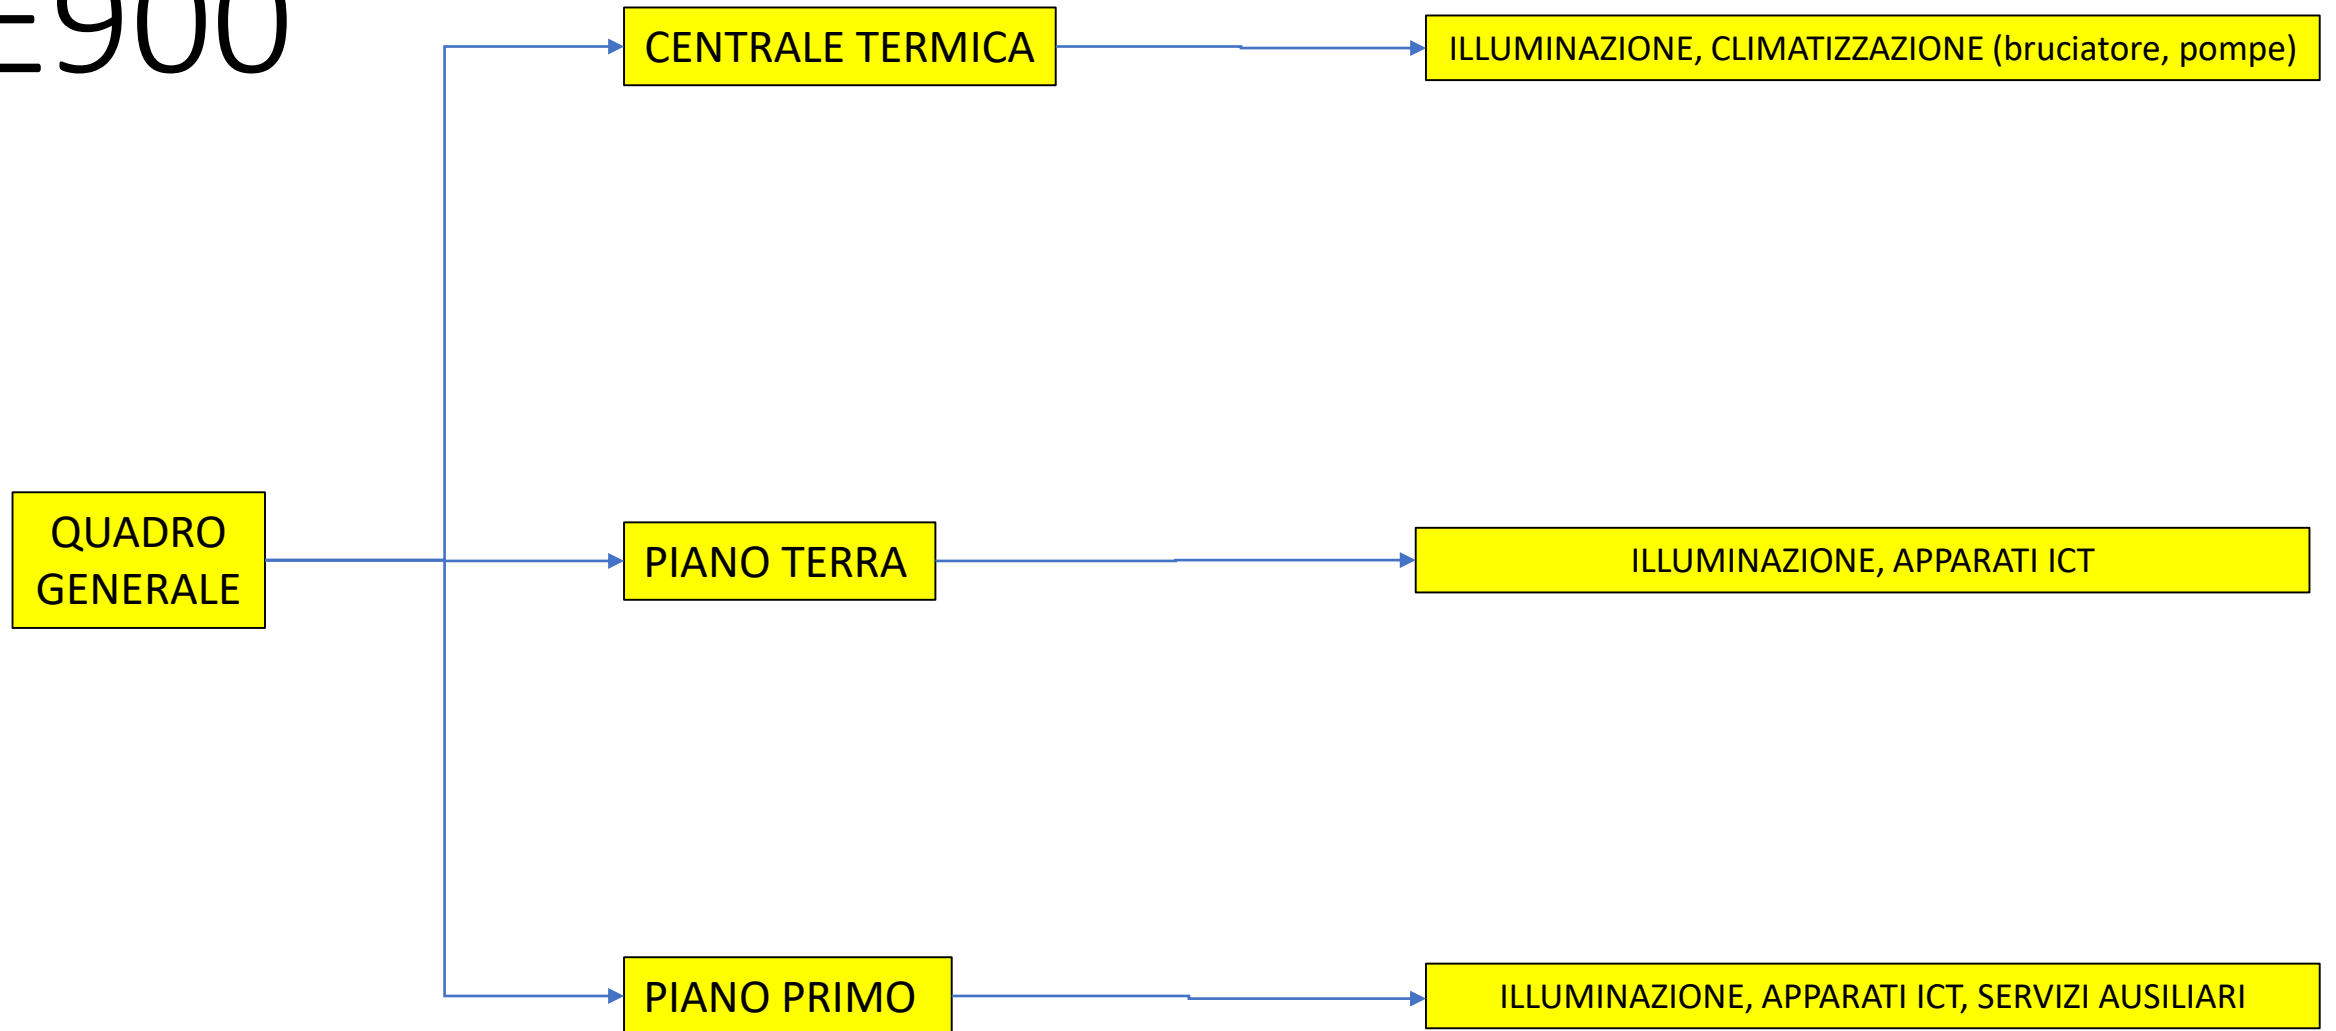 E900
CENTRALE TERMICA
ILLUMINAZIONE, CLIMATIZZAZIONE (bruciatore, pompe)
QUADRO
GENERALE
PIANO TERRA
ILLUMINAZIONE, APPARATI ICT
PIANO PRIMO
ILLUMINAZIONE, APPARATI ICT, SERVIZI AUSILIARI